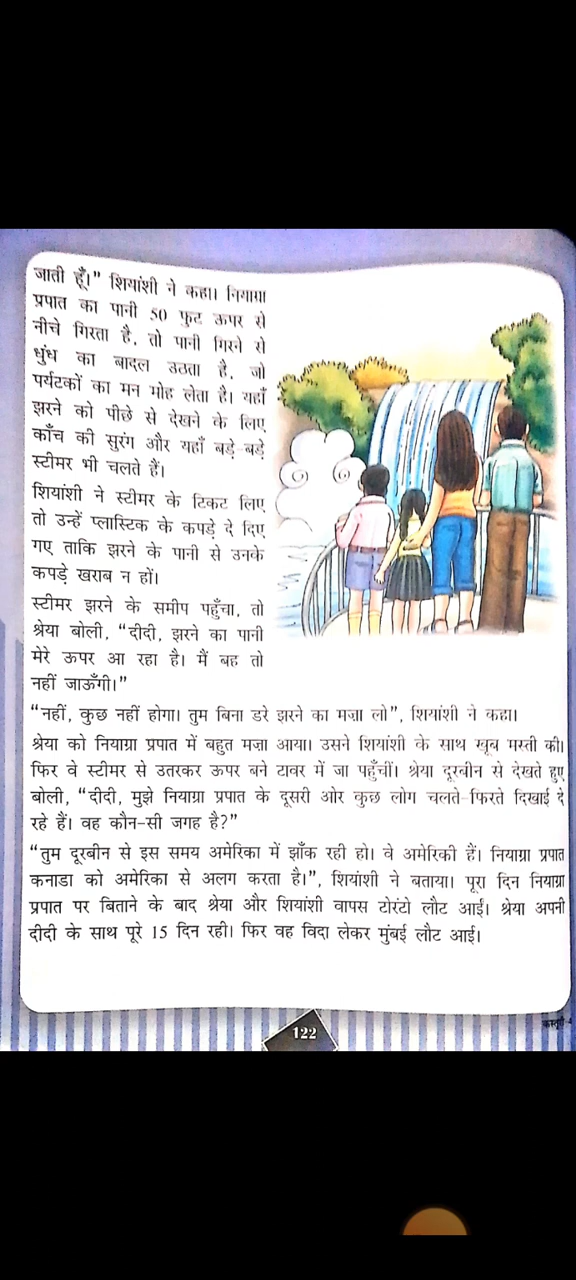 जाती हूँ।” शियांशी ने कहा। नियाग्रा
प्रपात का पानी 50 फुट ऊपर से
नीचे गिरता है, तो पानी गिरने से
धुंध का बादल उठता है, जो
पर्यटकों का मन मोह लेता है। यहाँ
झरने को पीछे से देखने के लिए
काँच की सुरंग और यहाँ बड़े बड़े
स्टीमर भी चलते हैं।
शियांशी ने स्टीमर के टिकट लिए
तो उन्हें प्लास्टिक के कपड़े दे दिए
गए ताकि झरने के पानी से उनके
कपड़े खराब न हों।
स्टीमर झरने के समीप पहुँचा, तो
श्रेया बोली, “दीदी, झरने का पानी
मेरे ऊपर आ रहा है। मैं बह तो
नहीं जाऊँगी।”
“नहीं, कुछ नहीं होगा। तुम बिना डरे झरने का मज़ा लो”, शियांशी ने कहा।
श्रेया को नियाग्रा प्रपात में बहुत मज़ा आया। उसने शियांशी के साथ खूब मस्ती की।
फिर वे स्टीमर से उतरकर ऊपर बने टावर में जा पहुँचीं। श्रेया दूरबीन से देखते हुए
बोली, “दीदी, मुझे नियाग्रा प्रपात के दूसरी ओर कुछ लोग चलते-फिरते दिखाई दे
रहे हैं। वह कौन-सी जगह है?”
“तुम दूरबीन से इस समय अमेरिका में झाँक रही हो। वे अमेरिकी हैं। नियाग्रा प्रपात
कनाडा को अमेरिका से अलग करता है।”, शियांशी ने बताया। पूरा दिन नियाग्रा
प्रपात पर बिताने के बाद श्रेया और शियांशी वापस टोरंटो लौट आईं। श्रेया अपनी
दीदी के साथ पूरे 15 दिन रही। फिर वह विदा लेकर मुंबई लौट आई।
122
कस्तूरी-4